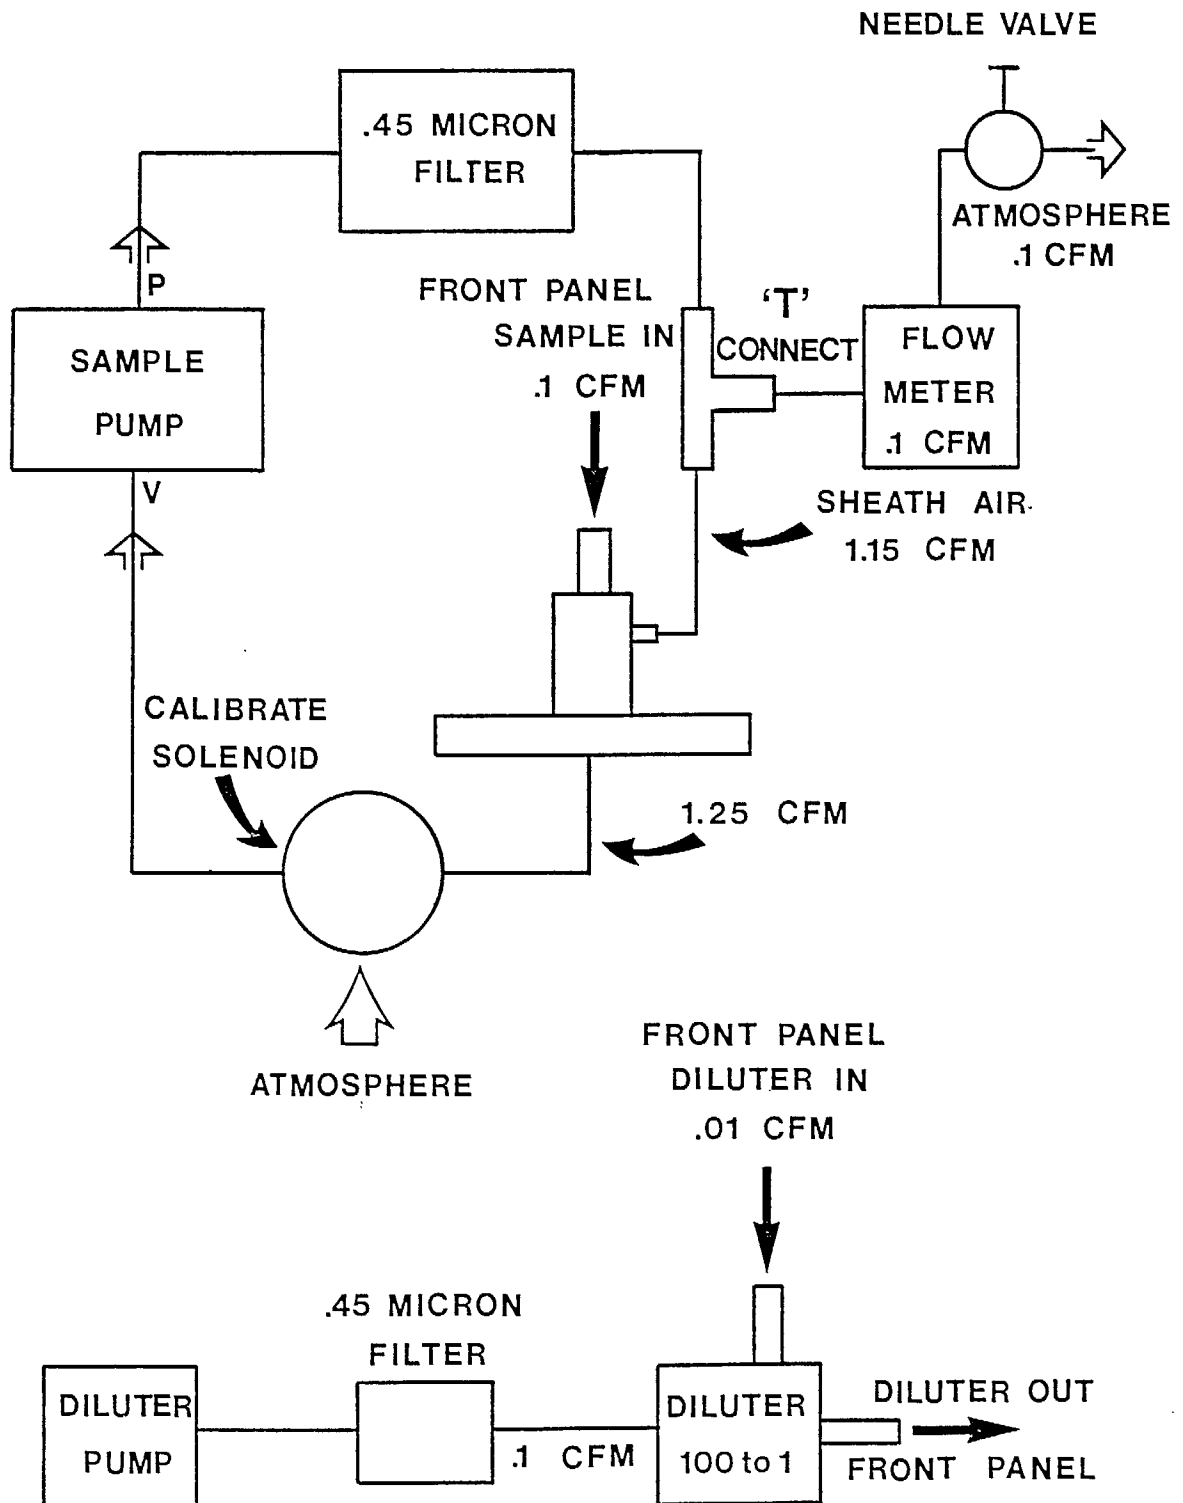 NEEDLE VALVE
.45 MICRON
FILTER
ATMOSPHERE
.1 CFM
P
FRONT PANEL
SAMPLE IN
.1 CFM
'T'
CONNECT
FLOW
METER
.1 CFM
SAMPLE
PUMP
V
SHEATH AIR
1.15 CFM
CALIBRATE
SOLENOID
1.25 CFM
ATMOSPHERE
FRONT PANEL
DILUTER IN
.01 CFM
.45 MICRON
FILTER
DILUTER
PUMP
.1 CFM
DILUTER
100 to 1
DILUTER OUT
FRONT PANEL